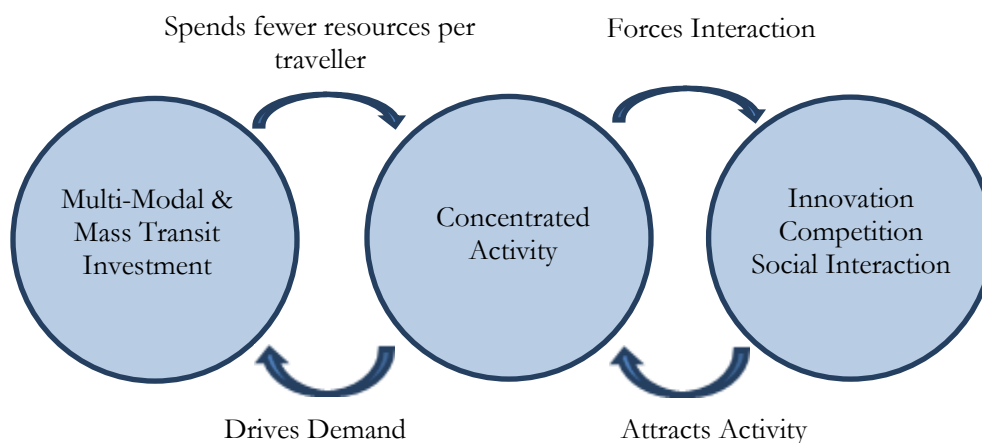 Spends fewer resources per
traveller
Forces Interaction
Multi-Modal &
Mass Transit
Investment
Concentrated
Activity
Innovation
Competition
Social Interaction
Drives Demand
Attracts Activity